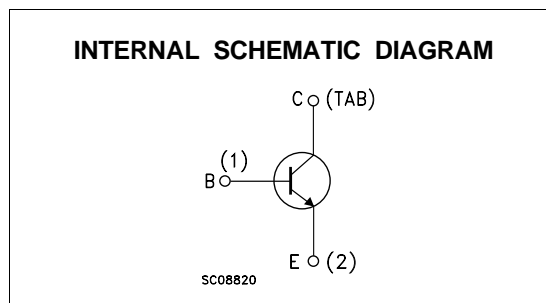 INTERNAL SCHEMATIC DIAGRAM
C (TAB)
(1)
B
E (2)
SC08820